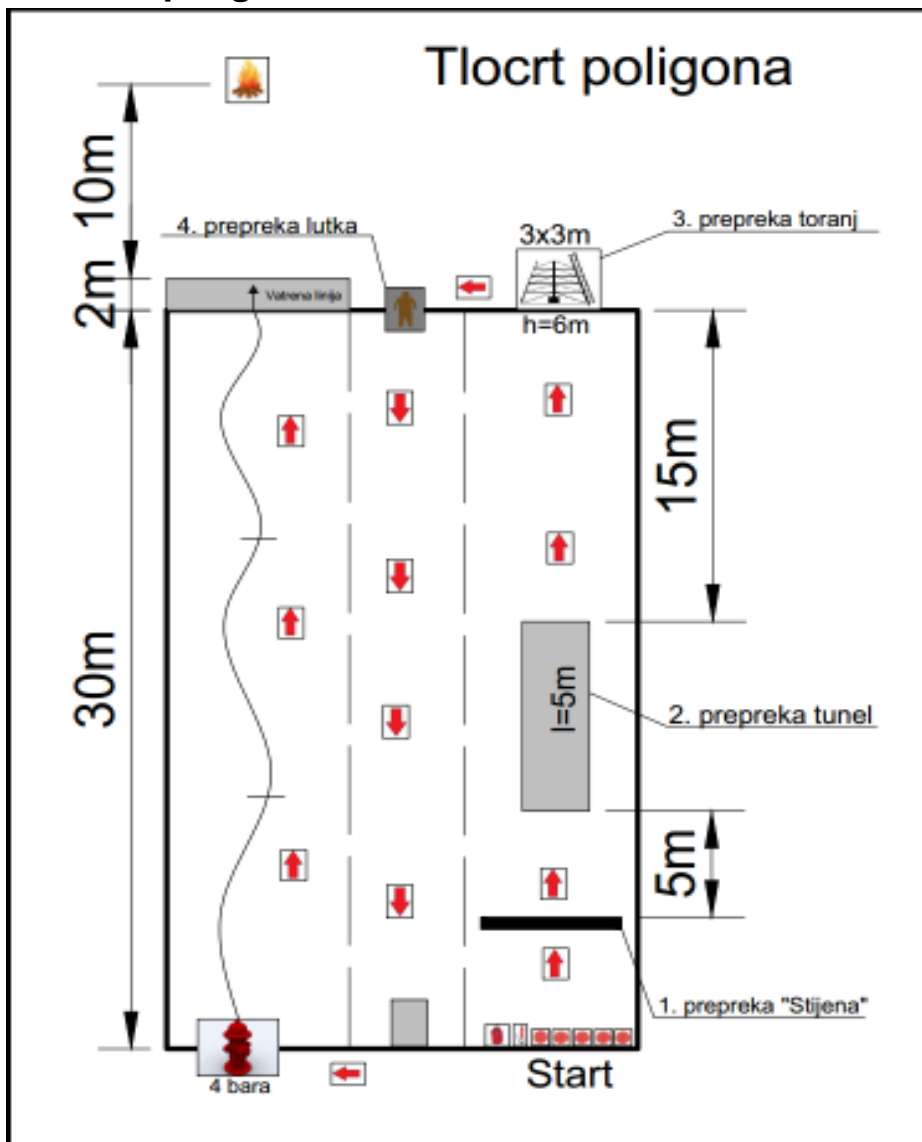 Tlocrt poligona
10m
4. prepreka lutka
3x3m
3. prepreka toranj
2m
Vatrena linija
h=6m
15m
30m
l=5m
2. prepreka tunel
5m
1. prepreka "Stijena"
4 bara
Start